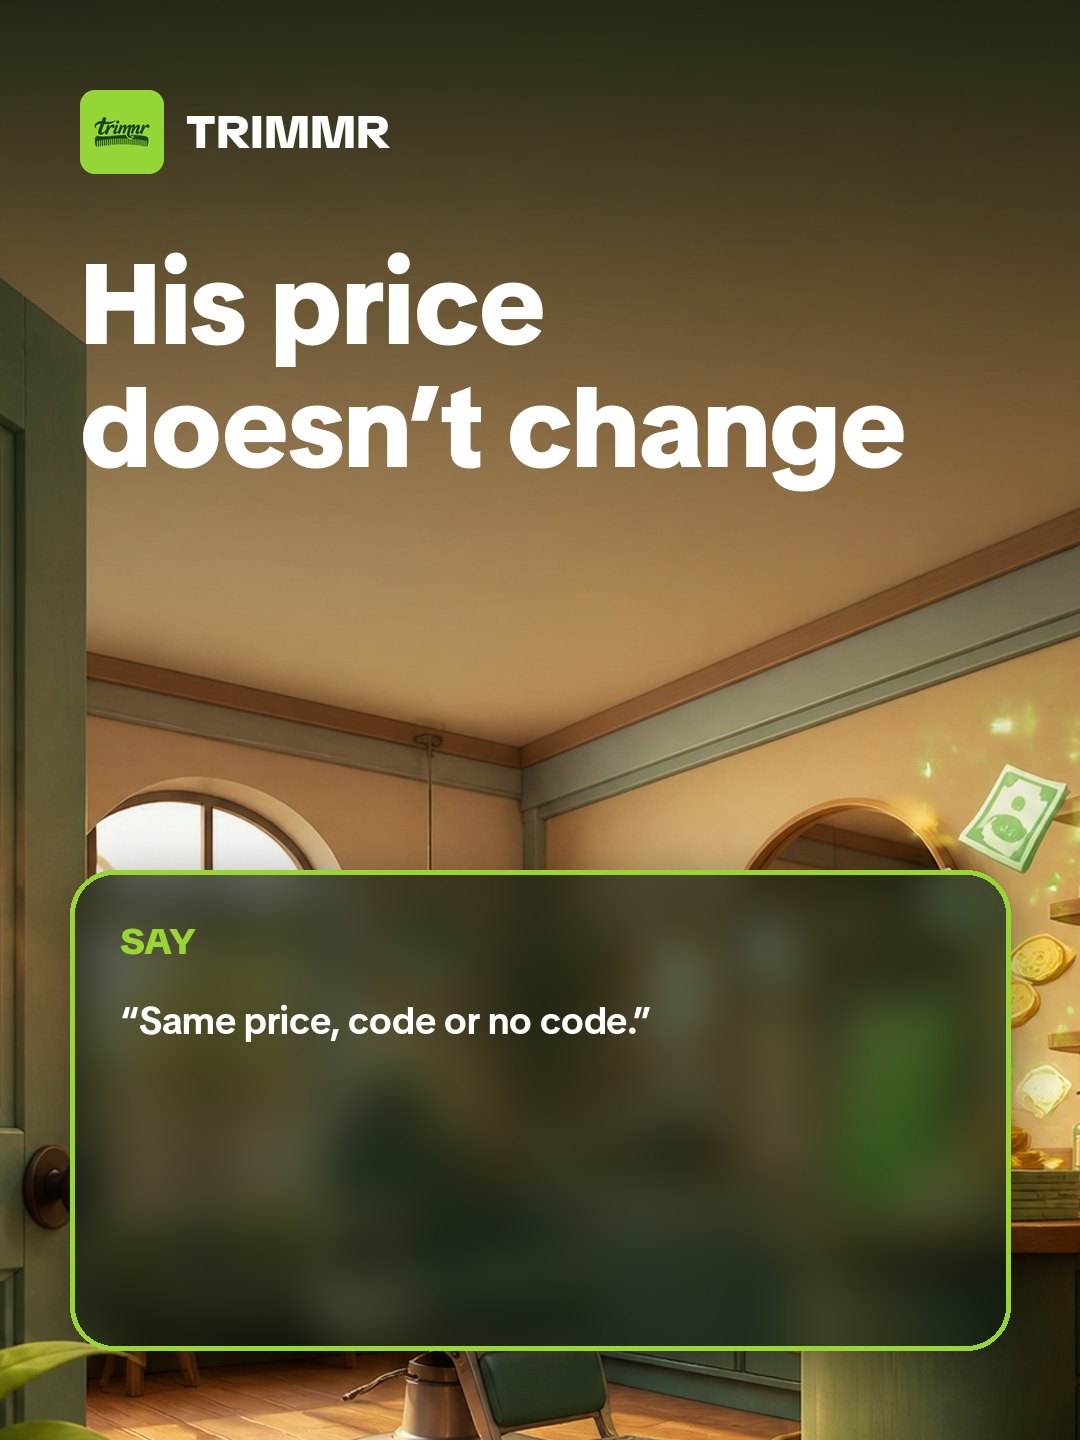 trimmr
TRIMMR
His price
doesn’t change
SAY
“Same price, code or no code.”